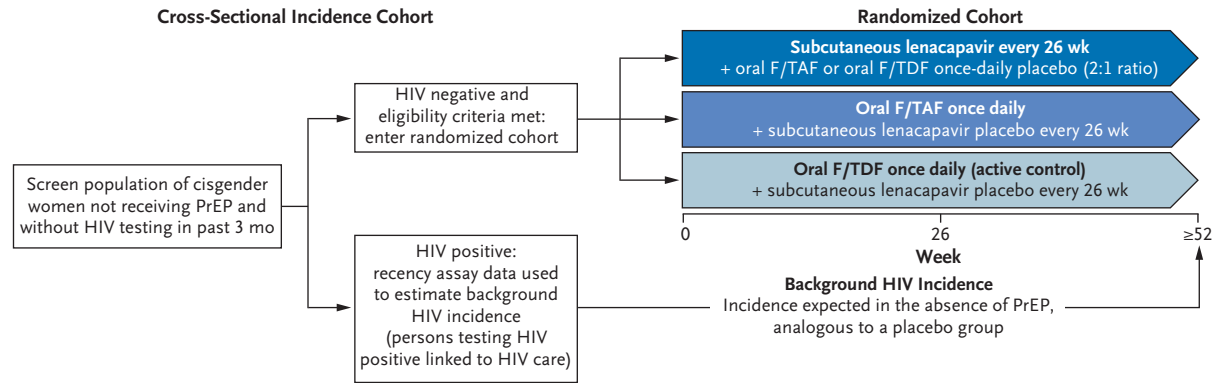 Cross-Sectional Incidence Cohort
Screen population of cisgender
women not receiving PrEP and
without HIV testing in past 3 mo
HIV negative and
eligibility criteria met:
enter randomized cohort
HIV positive:
recency assay data used
to estimate background
HIV incidence
(persons testing HIV
positive linked to HIV care)
Randomized Cohort
Subcutaneous lenacapavir every 26 wk
+ oral F/TAF or oral F/TDF once-daily placebo (2:1 ratio)
Oral F/TAF once daily
+ subcutaneous lenacapavir placebo every 26 wk
Oral F/TDF once daily (active control)
+ subcutaneous lenacapavir placebo every 26 wk
0 26 ≥52
Week
Background HIV Incidence
Incidence expected in the absence of PrEP,
analogous to a placebo group